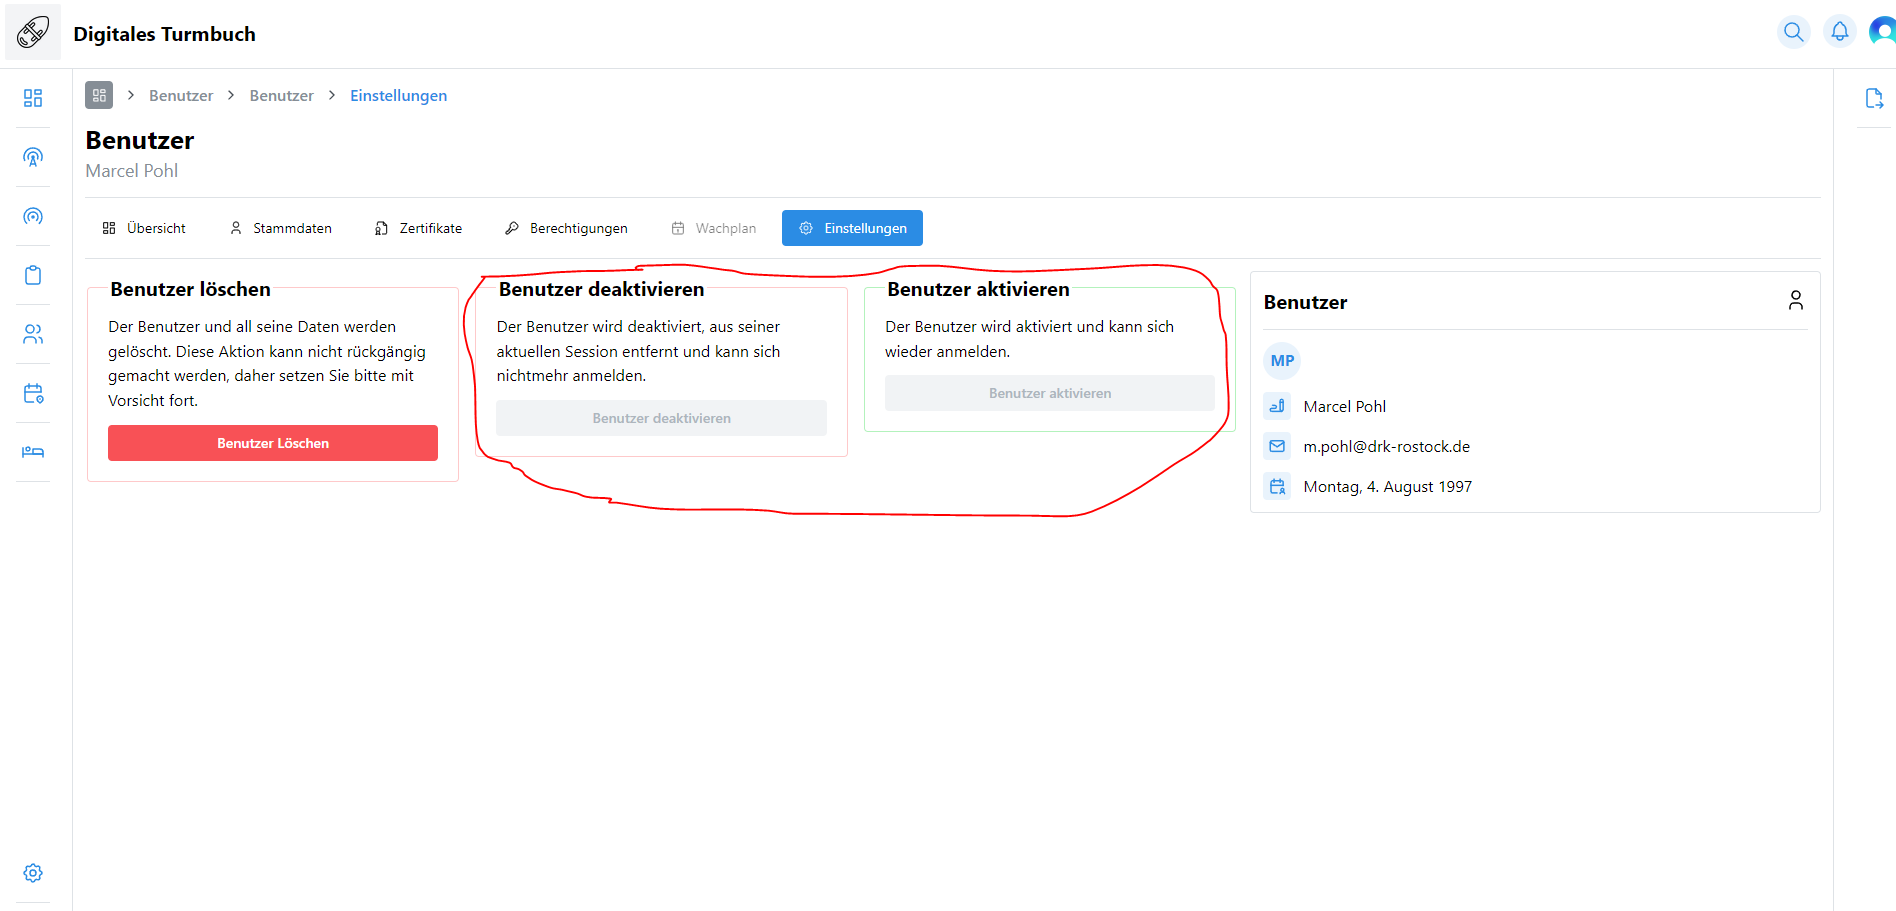 Digitales Turmbuch
Benutzer
Benutzer
Einstellungen
Benutzer
Marcel Pohl
Übersicht
Stammdaten
Zertifikate
Berechtigungen
Wachplan
Einstellungen
Benutzer löschen
Der Benutzer und all seine Daten werden
gelöscht. Diese Aktion kann nicht rückgängig
gemacht werden, daher setzen Sie bitte mit
Vorsicht fort.
Benutzer Löschen
Benutzer deaktivieren
Der Benutzer wird deaktiviert, aus seiner
aktuellen Session entfernt und kann sich
nichtmehr anmelden.
Benutzer deaktivieren
Benutzer aktivieren
Der Benutzer wird aktiviert und kann sich
wieder anmelden.
Benutzer aktivieren
Benutzer
MP
Marcel Pohl
m.pohl@drk-rostock.de
Montag, 4. August 1997